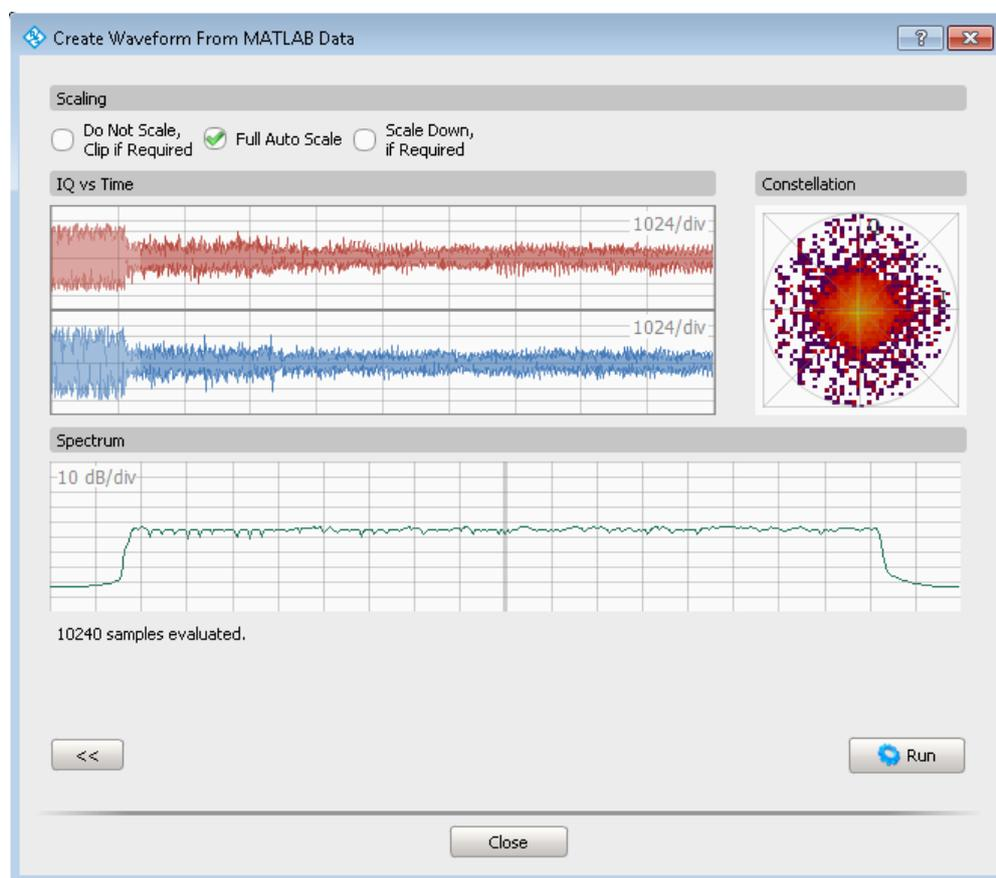 Create Waveform From MATLAB Data
?
Scaling
Do Not Scale,
Clip if Required
Full Auto Scale
Scale Down,
if Required
IQ vs Time
Constellation
1024/div
1024/div
Q
I
Spectrum
10 dB/div
10240 samples evaluated.
<<
Run
Close